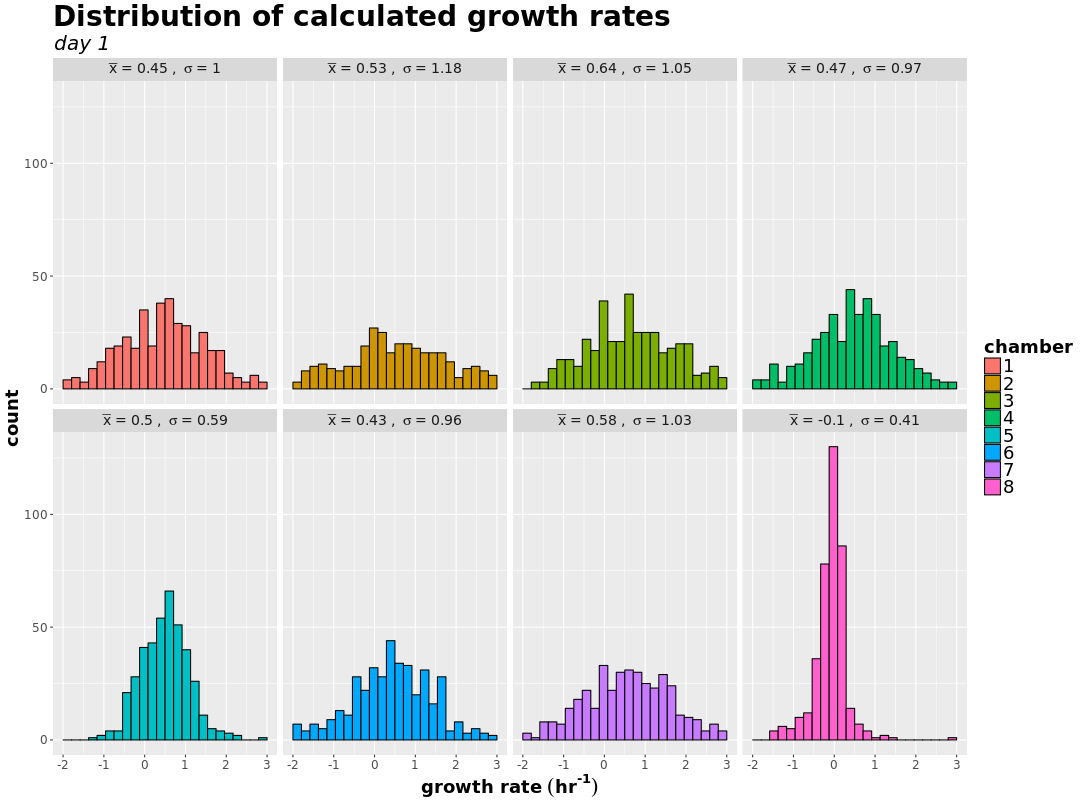 Distribution of calculated growth rates
day 1
x̅ = 0.45 , σ = 1
x̅ = 0.53 , σ = 1.18
x̅ = 0.64 , σ = 1.05
x̅ = 0.47 , σ = 0.97
100
50
0
count
x̅ = 0.5 , σ = 0.59
x̅ = 0.43 , σ = 0.96
x̅ = 0.58 , σ = 1.03
x̅ = -0.1 , σ = 0.41
100
50
0
-2 -1 0 1 2 3
-2 -1 0 1 2 3
-2 -1 0 1 2 3
-2 -1 0 1 2 3
growth rate (hr⁻¹)
chamber
1
2
3
4
5
6
7
8